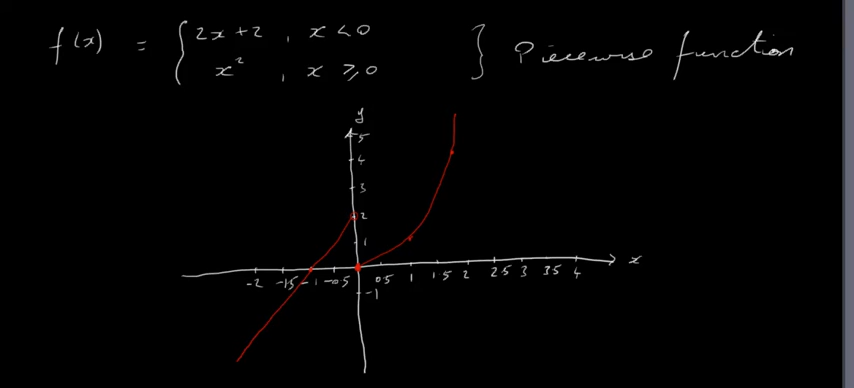 f(x) = { 2x+2 , x < 0 } Piecewise function
x² , x ≥ 0
y
5
4
3
2
1
-2 -1.5 -1 -0.5 0.5 1 1.5 2 2.5 3 3.5 4 x
-1